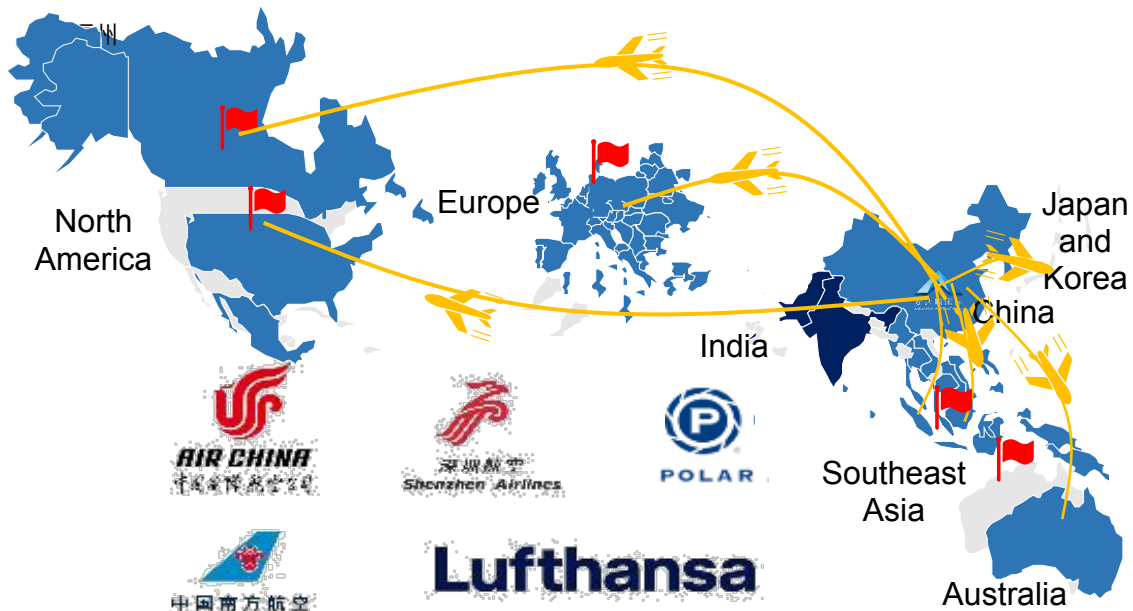 州
North
America
Europe
Japan
and
Korea
China
India
Southeast
Asia
Australia
AIR CHINA
中国国际航空公司
深圳航空
Shenzhen Airlines
P
POLAR
中国南方航空
Lufthansa